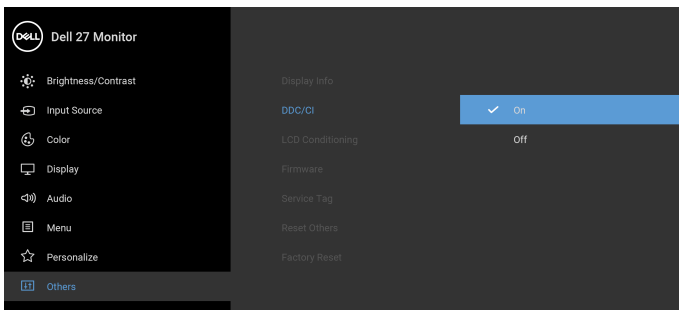 DELL
Dell 27 Monitor
Brightness/Contrast
Input Source
Color
Display
Audio
Menu
Personalize
Others
Display Info
DDC/CI
LCD Conditioning
Firmware
Service Tag
Reset Others
Factory Reset
On
Off